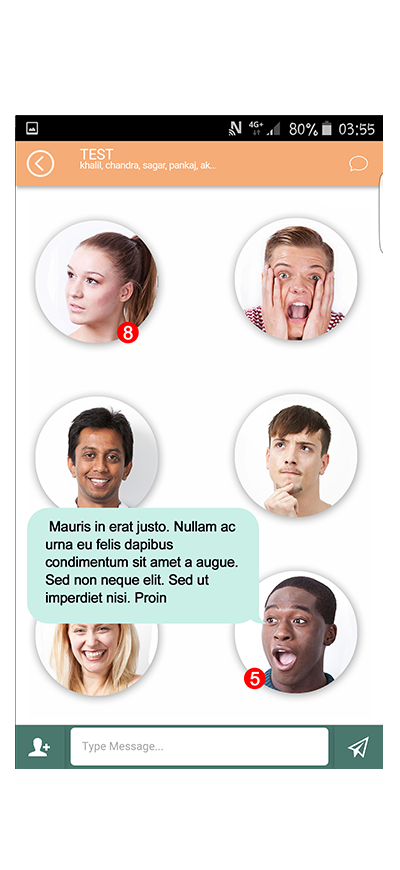 4G+ 80% 03:55
TEST
khalil, chandra, sagar, pankaj, ak...
8
Mauris in erat justo. Nullam ac
urna eu felis dapibus
condimentum sit amet a augue.
Sed non neque elit. Sed ut
imperdiet nisi. Proin
5
Type Message...